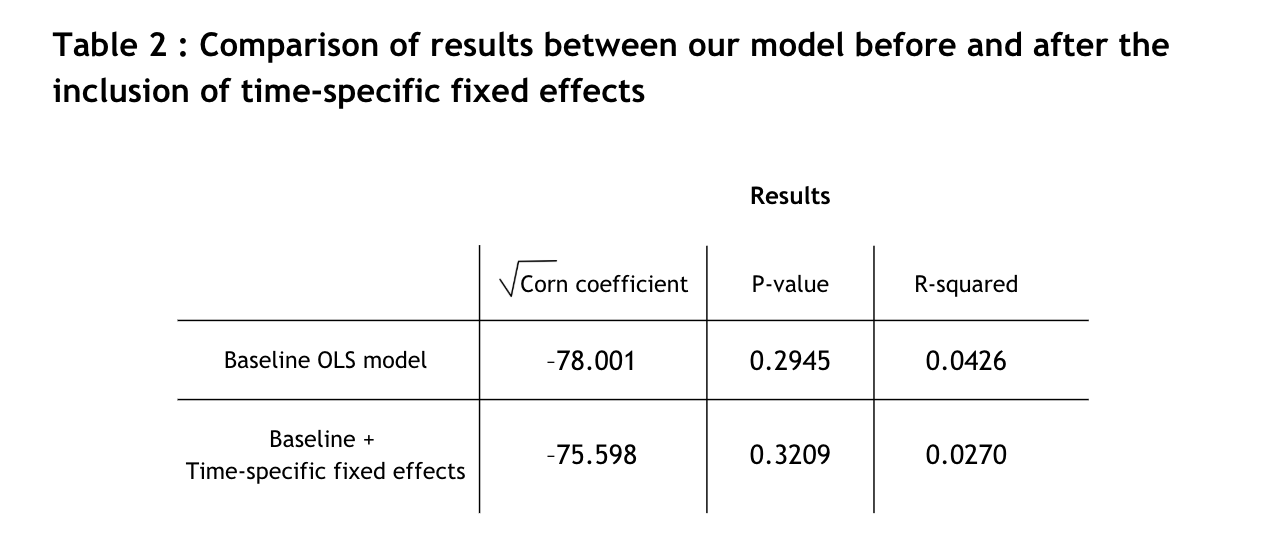 Table 2 : Comparison of results between our model before and after the
inclusion of time-specific fixed effects
Results
√Corn coefficient P-value R-squared
Baseline OLS model -78.001 0.2945 0.0426
Baseline +
Time-specific fixed effects -75.598 0.3209 0.0270